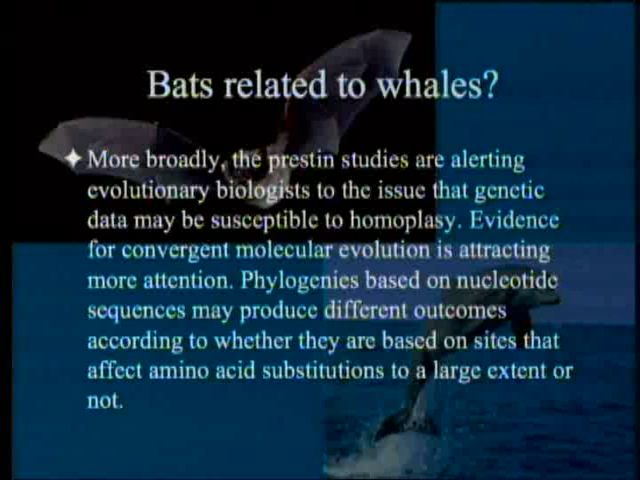 Bats related to whales?
✦ More broadly, the prestin studies are alerting
evolutionary biologists to the issue that genetic
data may be susceptible to homoplasy. Evidence
for convergent molecular evolution is attracting
more attention. Phylogenies based on nucleotide
sequences may produce different outcomes
according to whether they are based on sites that
affect amino acid substitutions to a large extent or
not.